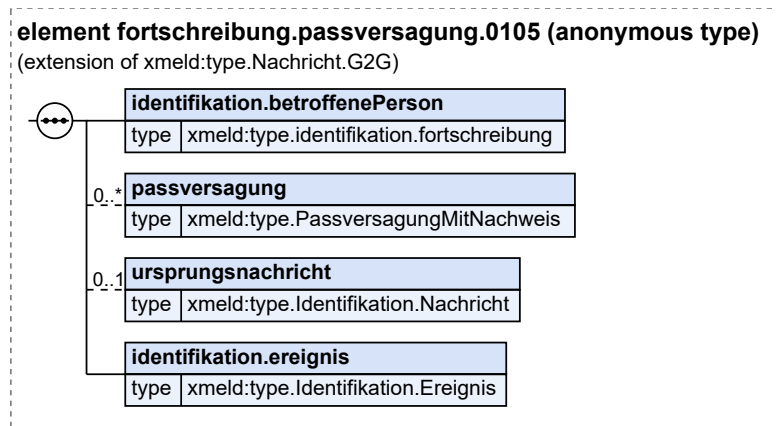 element fortschreibung.passversagung.0105 (anonymous type)
(extension of xmeld:type.Nachricht.G2G)
identifikation.betroffenePerson
type xmeld:type.identifikation.fortschreibung
0..* passversagung
type xmeld:type.PassversagungMitNachweis
0..1 ursprungsnachricht
type xmeld:type.Identifikation.Nachricht
identifikation.ereignis
type xmeld:type.Identifikation.Ereignis